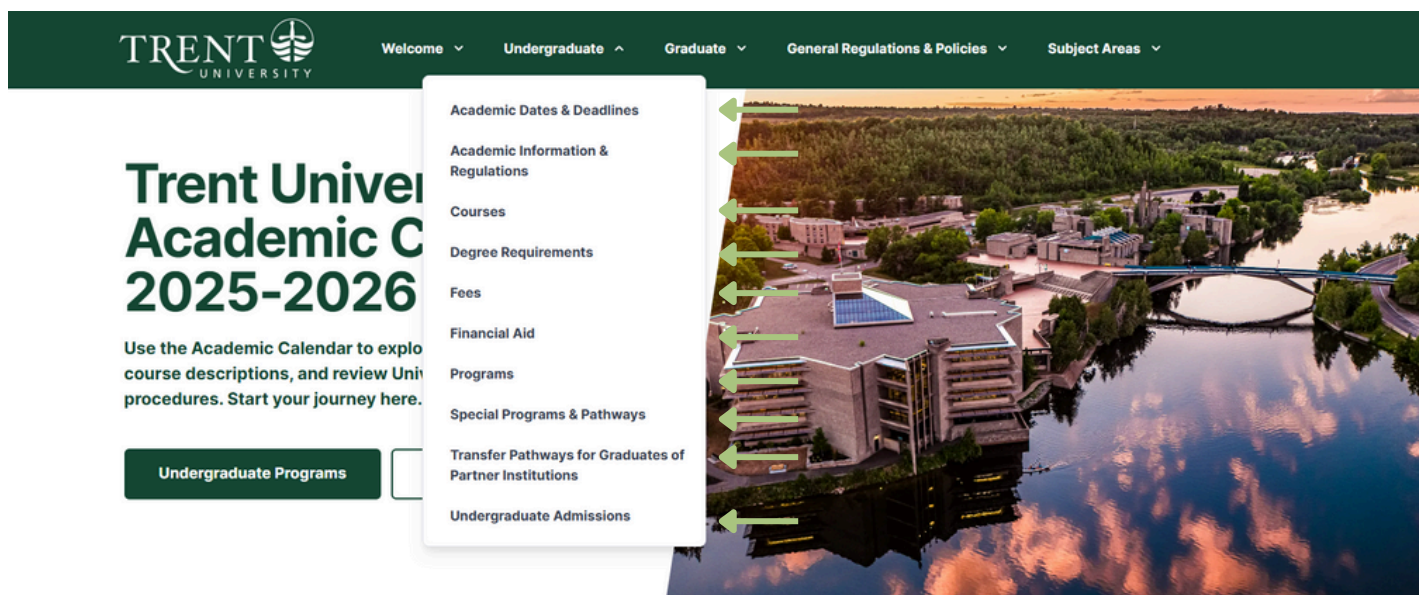 TRENT
UNIVERSITY
Welcome
Undergraduate
Graduate
General Regulations & Policies
Subject Areas
Academic Dates & Deadlines
Academic Information &
Regulations
Courses
Degree Requirements
Fees
Financial Aid
Programs
Special Programs & Pathways
Transfer Pathways for Graduates of
Partner Institutions
Undergraduate Admissions
Trent Univer
Academic C
2025-2026
Use the Academic Calendar to explo
course descriptions, and review Univ
procedures. Start your journey here.
Undergraduate Programs